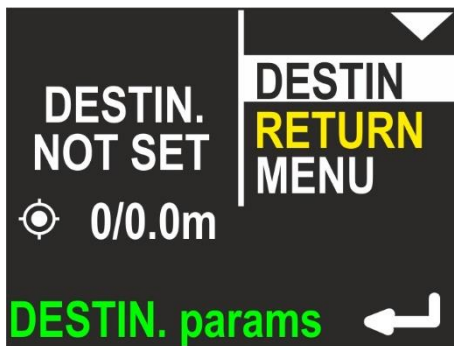 DESTIN.
NOT SET
0/0.0m
DESTIN
RETURN
MENU
DESTIN. params